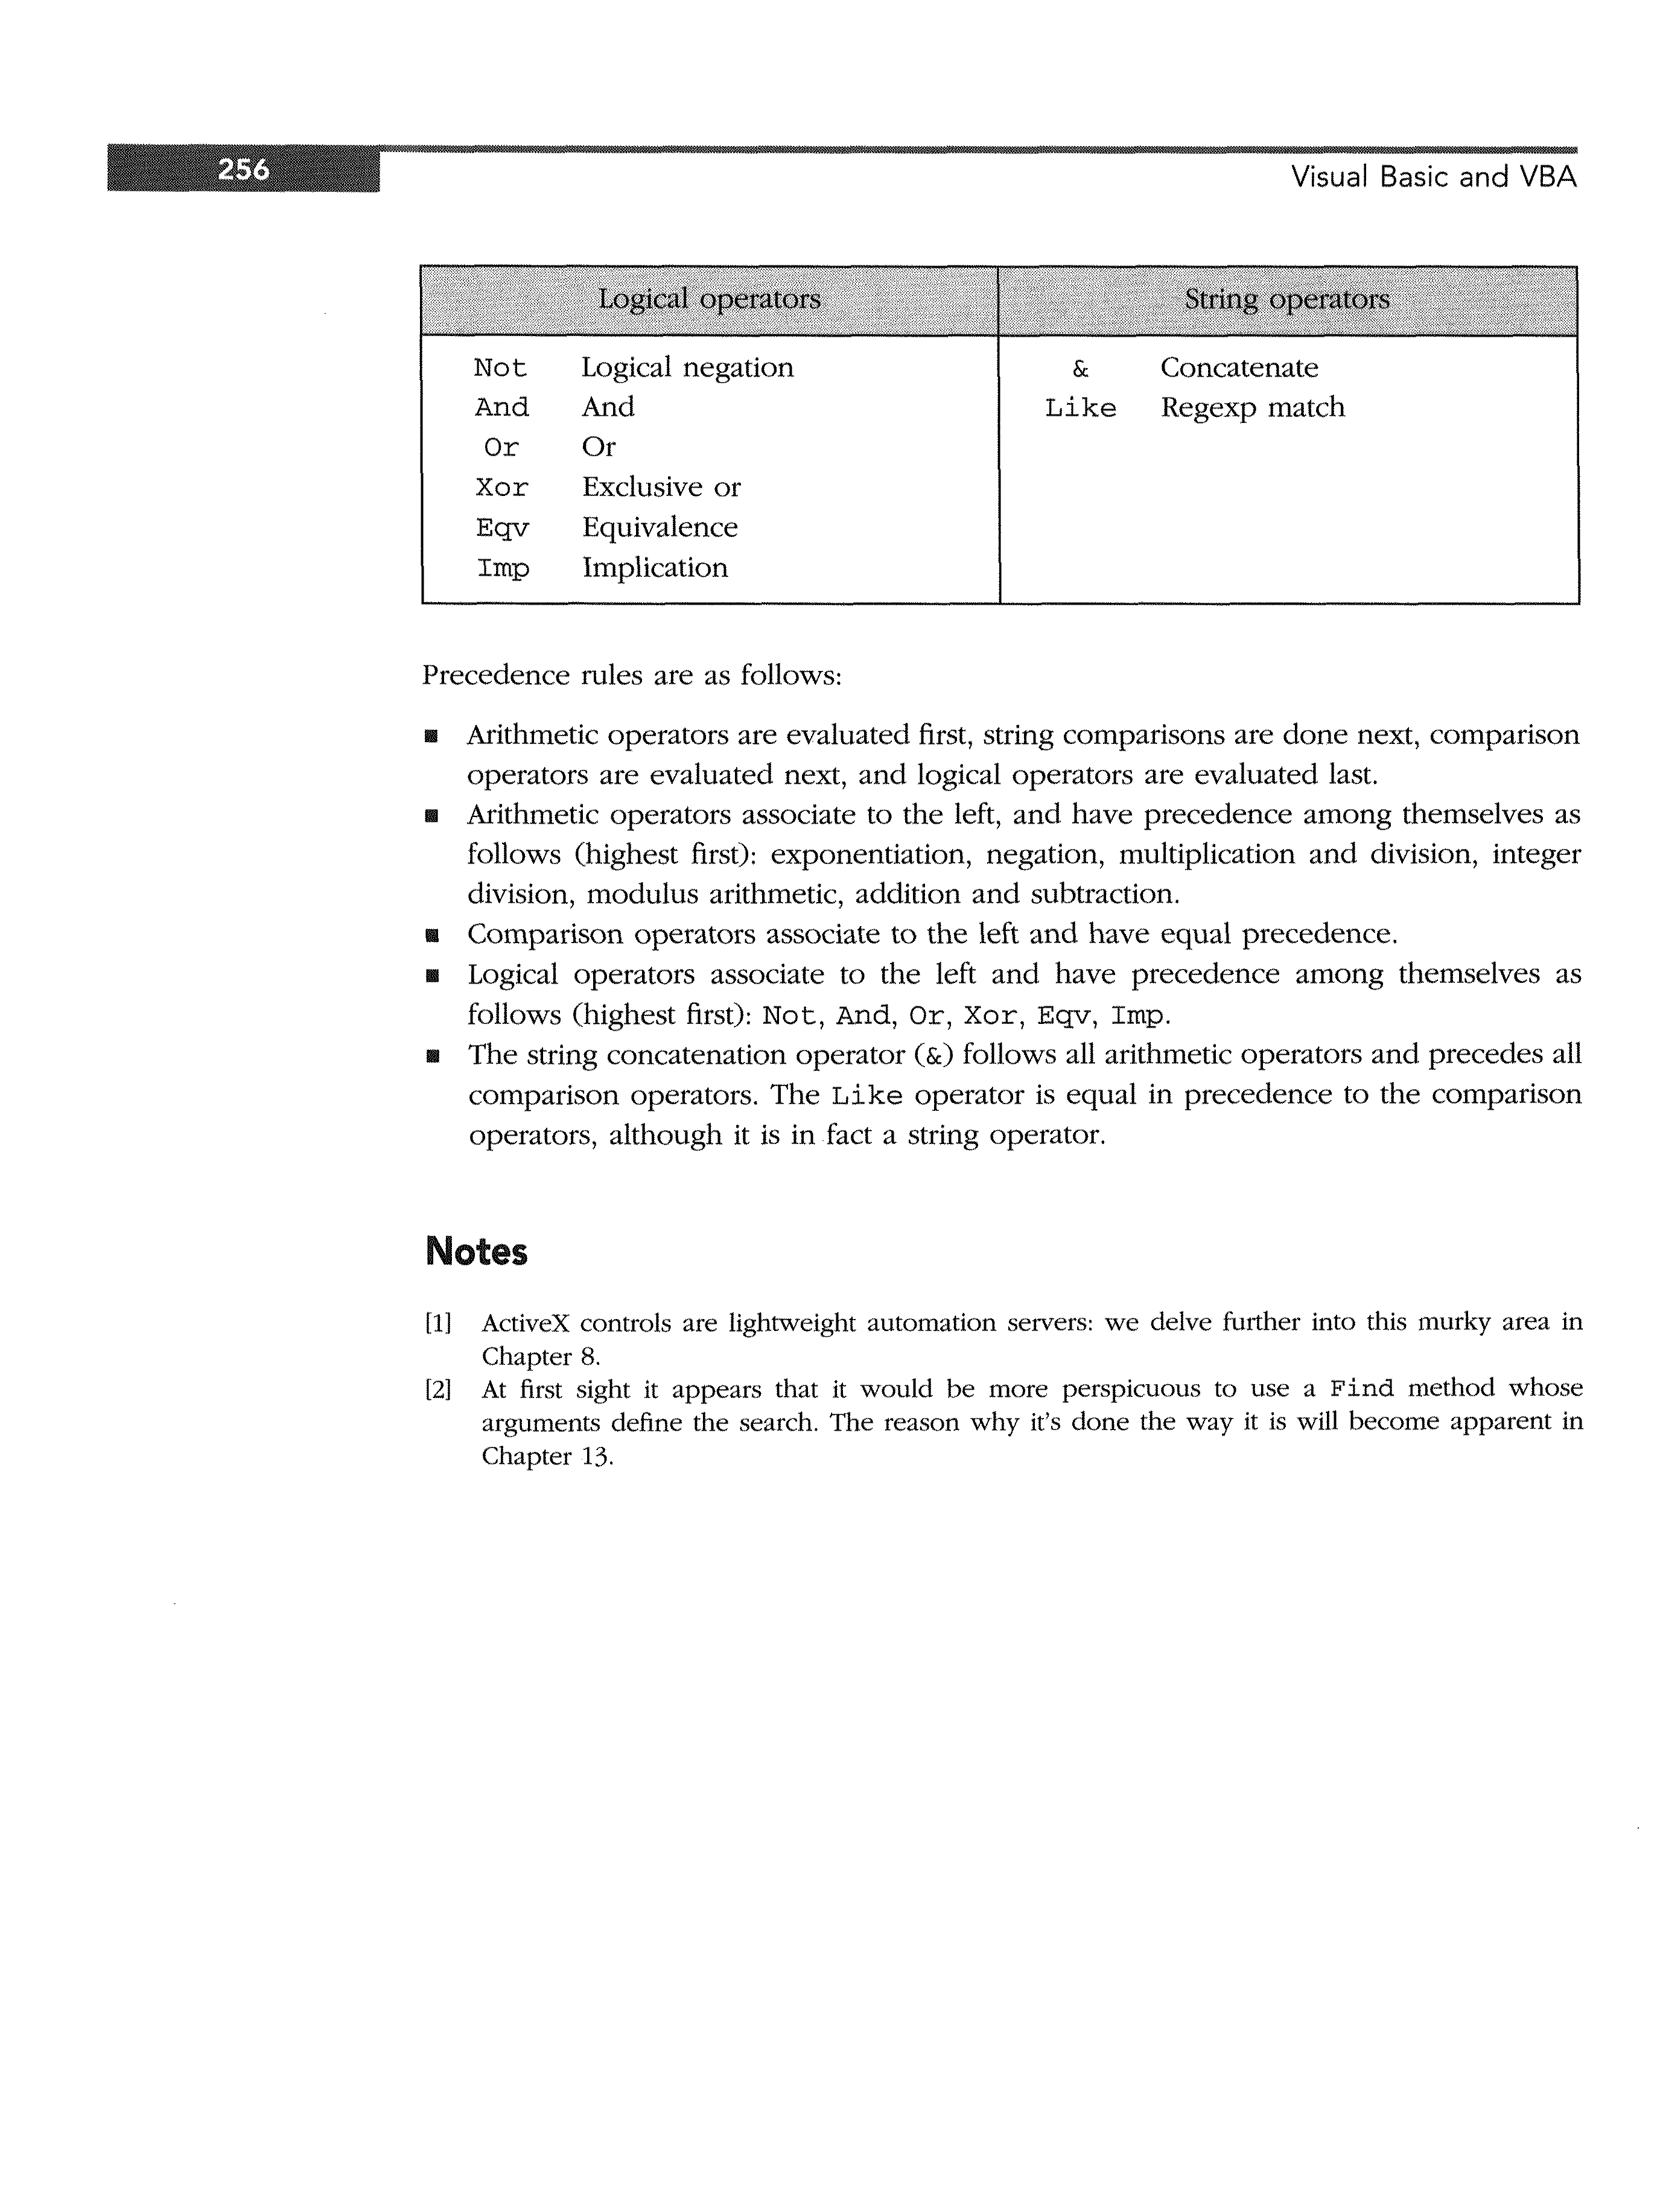 256
Visual Basic and VBA
Logical operators String operators
Not Logical negation & Concatenate
And And Like Regexp match
Or Or
Xor Exclusive or
Eqv Equivalence
Imp Implication
Precedence rules are as follows:
■ Arithmetic operators are evaluated first, string comparisons are done next, comparison
operators are evaluated next, and logical operators are evaluated last.
■ Arithmetic operators associate to the left, and have precedence among themselves as
follows (highest first): exponentiation, negation, multiplication and division, integer
division, modulus arithmetic, addition and subtraction.
■ Comparison operators associate to the left and have equal precedence.
■ Logical operators associate to the left and have precedence among themselves as
follows (highest first): Not, And, Or, Xor, Eqv, Imp.
■ The string concatenation operator (&) follows all arithmetic operators and precedes all
comparison operators. The Like operator is equal in precedence to the comparison
operators, although it is in fact a string operator.
Notes
[1] ActiveX controls are lightweight automation servers: we delve further into this murky area in
Chapter 8.
[2] At first sight it appears that it would be more perspicuous to use a Find method whose
arguments define the search. The reason why it's done the way it is will become apparent in
Chapter 13.